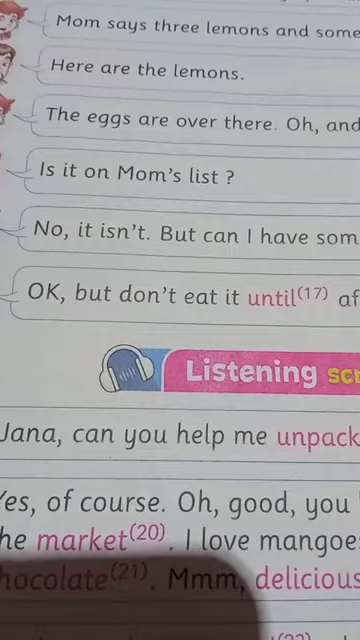 Mom says three lemons and some
Here are the lemons.
The eggs are over there. Oh, and
Is it on Mom's list ?
No, it isn't. But can I have som
OK, but don't eat it until(17) af
Listening scr
Jana, can you help me unpack
Yes, of course. Oh, good, you
he market(20). I love mangoe
hocolate(21). Mmm, delicious